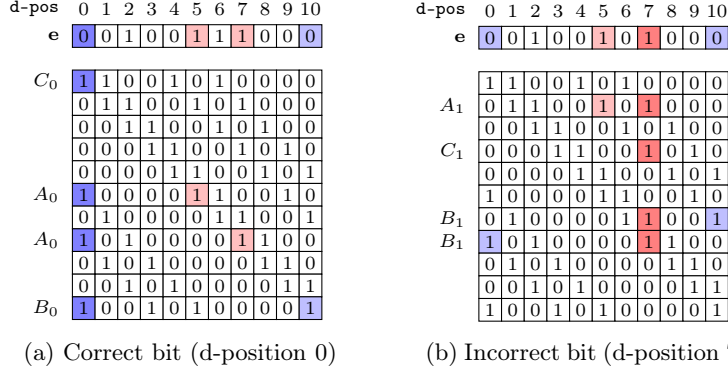 d-pos 0 1 2 3 4 5 6 7 8 9 10
e 0 0 1 0 0 1 1 1 0 0 0
C₀ 1 1 0 0 1 0 1 0 0 0 0
0 1 1 0 0 1 0 1 0 0 0
0 0 1 1 0 0 1 0 1 0 0
0 0 0 1 1 0 0 1 0 1 0
0 0 0 0 1 1 0 0 1 0 1
A₀ 1 0 0 0 0 1 1 0 0 1 0
0 1 0 0 0 0 1 1 0 0 1
A₀ 1 0 1 0 0 0 0 1 1 0 0
0 1 0 1 0 0 0 0 1 1 0
0 0 1 0 1 0 0 0 0 1 1
B₀ 1 0 0 1 0 1 0 0 0 0 1
(a) Correct bit (d-position 0)
d-pos 0 1 2 3 4 5 6 7 8 9 10
e 0 0 1 0 0 1 0 1 0 0 0
1 1 0 0 1 0 1 0 0 0 0
A₁ 0 1 1 0 0 1 0 1 0 0 0
0 0 1 1 0 0 1 0 1 0 0
C₁ 0 0 0 1 1 0 0 1 0 1 0
0 0 0 0 1 1 0 0 1 0 1
1 0 0 0 0 1 1 0 0 1 0
B₁ 0 1 0 0 0 0 1 1 0 0 1
B₁ 1 0 1 0 0 0 0 1 1 0 0
0 1 0 1 0 0 0 0 1 1 0
0 0 1 0 1 0 0 0 0 1 1
1 0 0 1 0 1 0 0 0 0 1
(b) Incorrect bit (d-position